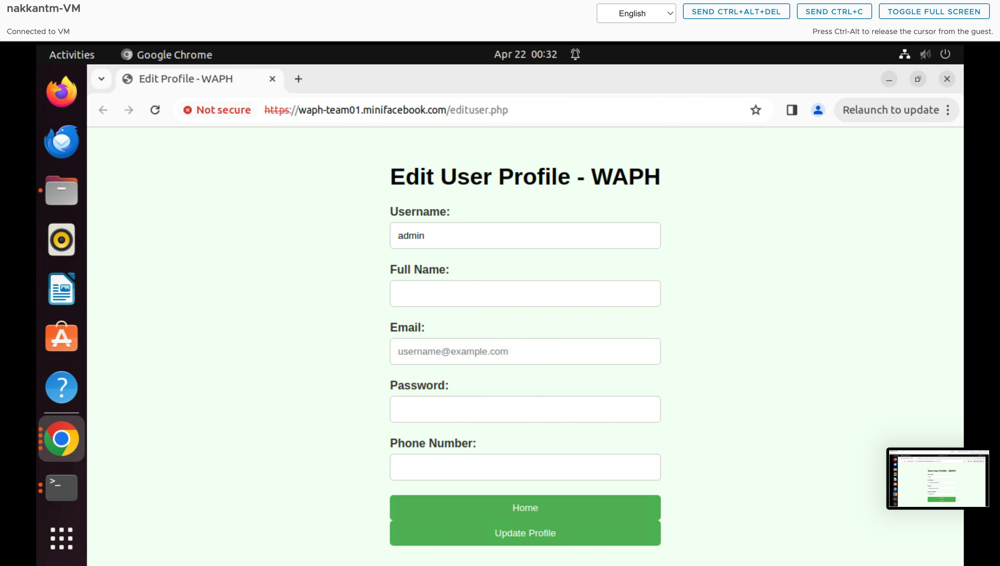 nakkantm-VM
English
SEND CTRL+ALT+DEL
SEND CTRL+C
TOGGLE FULL SCREEN
Connected to VM
Press Ctrl-Alt to release the cursor from the guest.
Activities
Google Chrome
Apr 22 00:32
Edit Profile - WAPH
Not secure
https://waph-team01.minifacebook.com/edituser.php
Relaunch to update
Edit User Profile - WAPH
Username:
admin
Full Name:
Email:
username@example.com
Password:
Phone Number:
Home
Update Profile
View User Profile - WAPH